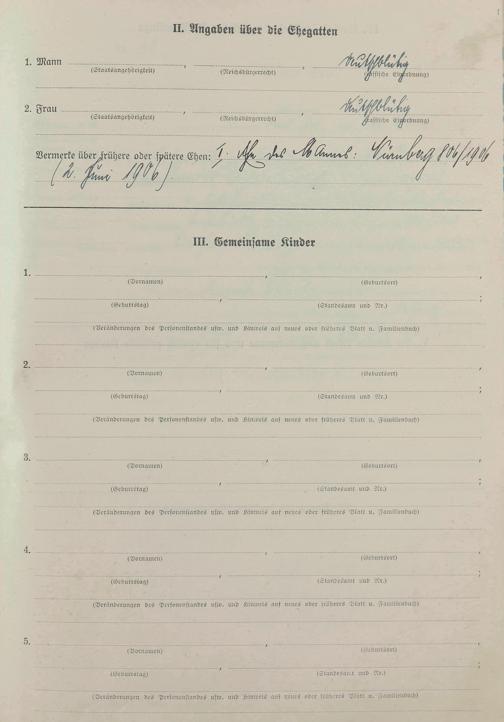 II. Angaben über die Ehegatten
1. Mann , , deutschblütig
(Staatsangehörigkeit) (Reichsbürgerrecht) (rassische Einordnung)
2. Frau , , deutschblütig
(Staatsangehörigkeit) (Reichsbürgerrecht) (rassische Einordnung)
Vermerke über frühere oder spätere Ehen: I. Ehe des Mannes: Nürnberg 806/1906
(2. Juni 1906).
III. Gemeinsame Kinder
1. ,
(Vornamen) (Geburtsort)
, ;
(Geburtstag) (Standesamt und Nr.)
(Veränderungen des Personenstandes usw. und Hinweis auf neues oder früheres Blatt u. Familienbuch)
2. ,
(Vornamen) (Geburtsort)
, ;
(Geburtstag) (Standesamt und Nr.)
(Veränderungen des Personenstandes usw. und Hinweis auf neues oder früheres Blatt u. Familienbuch)
3. ,
(Vornamen) (Geburtsort)
, ;
(Geburtstag) (Standesamt und Nr.)
(Veränderungen des Personenstandes usw. und Hinweis auf neues oder früheres Blatt u. Familienbuch)
4. ,
(Vornamen) (Geburtsort)
, ;
(Geburtstag) (Standesamt und Nr.)
(Veränderungen des Personenstandes usw. und Hinweis auf neues oder früheres Blatt u. Familienbuch)
5. ,
(Vornamen) (Geburtsort)
, ;
(Geburtstag) (Standesamt und Nr.)
(Veränderungen des Personenstandes usw. und Hinweis auf neues oder früheres Blatt u. Familienbuch)